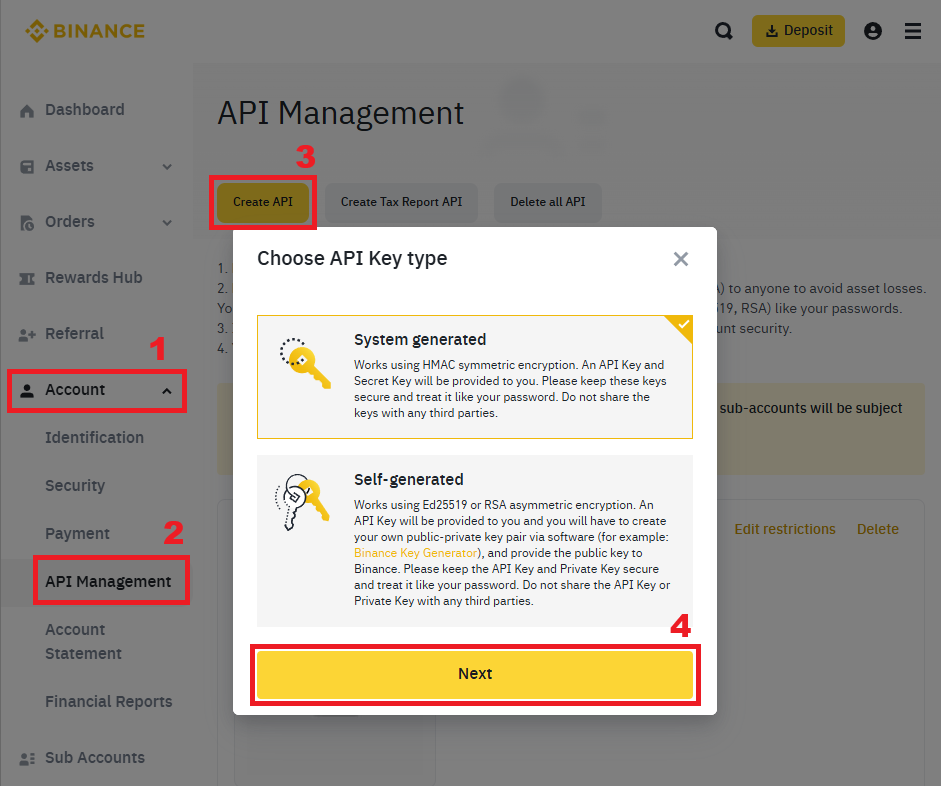 BINANCE
Deposit
Dashboard
Assets
Orders
Rewards Hub
Referral
1
Account
Identification
Security
Payment
2
API Management
Account
Statement
Financial Reports
Sub Accounts
API Management
3
Create API
Create Tax Report API
Delete all API
1.
2.
) to anyone to avoid asset losses.
Yo
19, RSA) like your passwords.
3.
unt security.
4.
sub-accounts will be subject
Edit restrictions
Delete
Choose API Key type
System generated
Works using HMAC symmetric encryption. An API Key and
Secret Key will be provided to you. Please keep these keys
secure and treat it like your password. Do not share the
keys with any third parties.
Self-generated
Works using Ed25519 or RSA asymmetric encryption. An
API Key will be provided to you and you will have to create
your own public-private key pair via software (for example:
Binance Key Generator), and provide the public key to
Binance. Please keep the API Key and Private Key secure
and treat it like your password. Do not share the API Key or
Private Key with any third parties.
4
Next